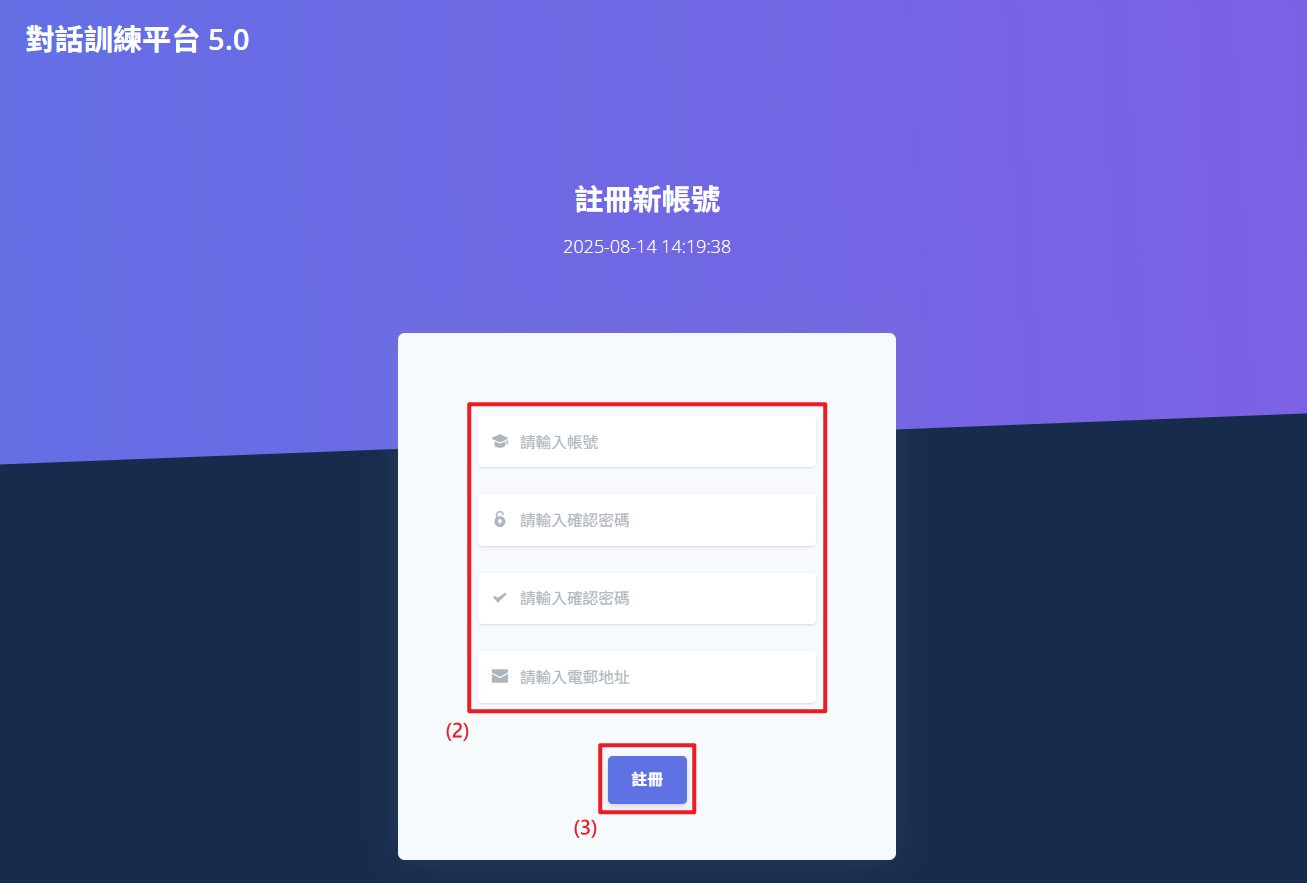 對話訓練平台 5.0
註冊新帳號
2025-08-14 14:19:38
請輸入帳號
請輸入確認密碼
請輸入確認密碼
請輸入電郵地址
(2)
註冊
(3)